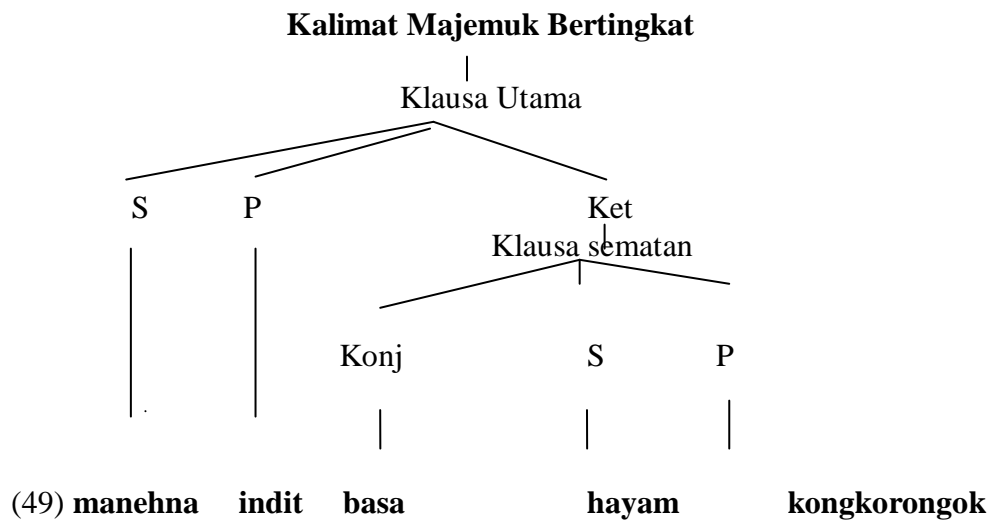 Kalimat Majemuk Bertingkat
Klausa Utama
S P Ket
Klausa sematan
Konj S P
(49) manehna indit basa hayam kongkorongok